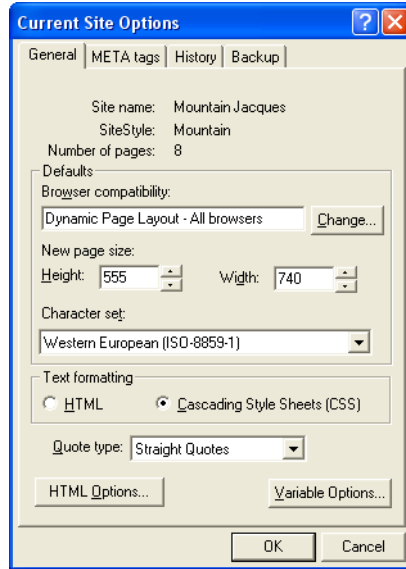 Current Site Options
General META tags History Backup
Site name: Mountain Jacques
SiteStyle: Mountain
Number of pages: 8
Defaults
Browser compatibility:
Dynamic Page Layout - All browsers Change...
New page size:
Height: 555 Width: 740
Character set:
Western European (ISO-8859-1)
Text formatting
HTML Cascading Style Sheets (CSS)
Quote type: Straight Quotes
HTML Options... Variable Options...
OK Cancel